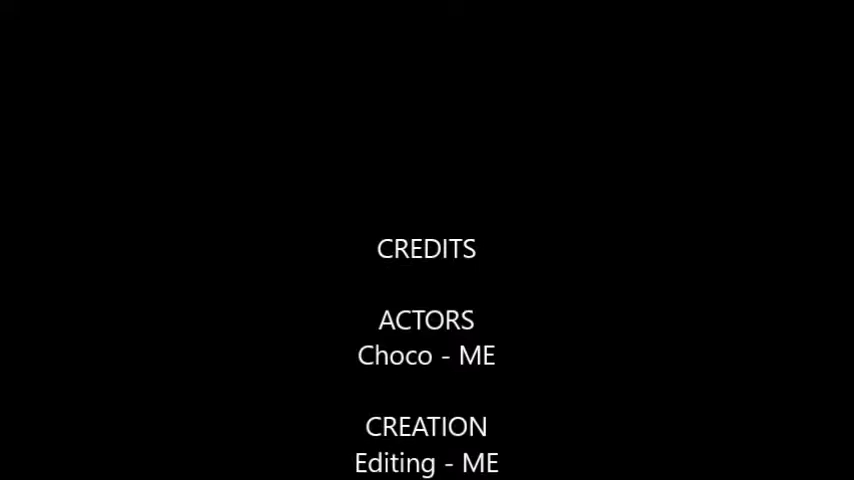 CREDITS
ACTORS
Choco - ME
CREATION
Editing - ME